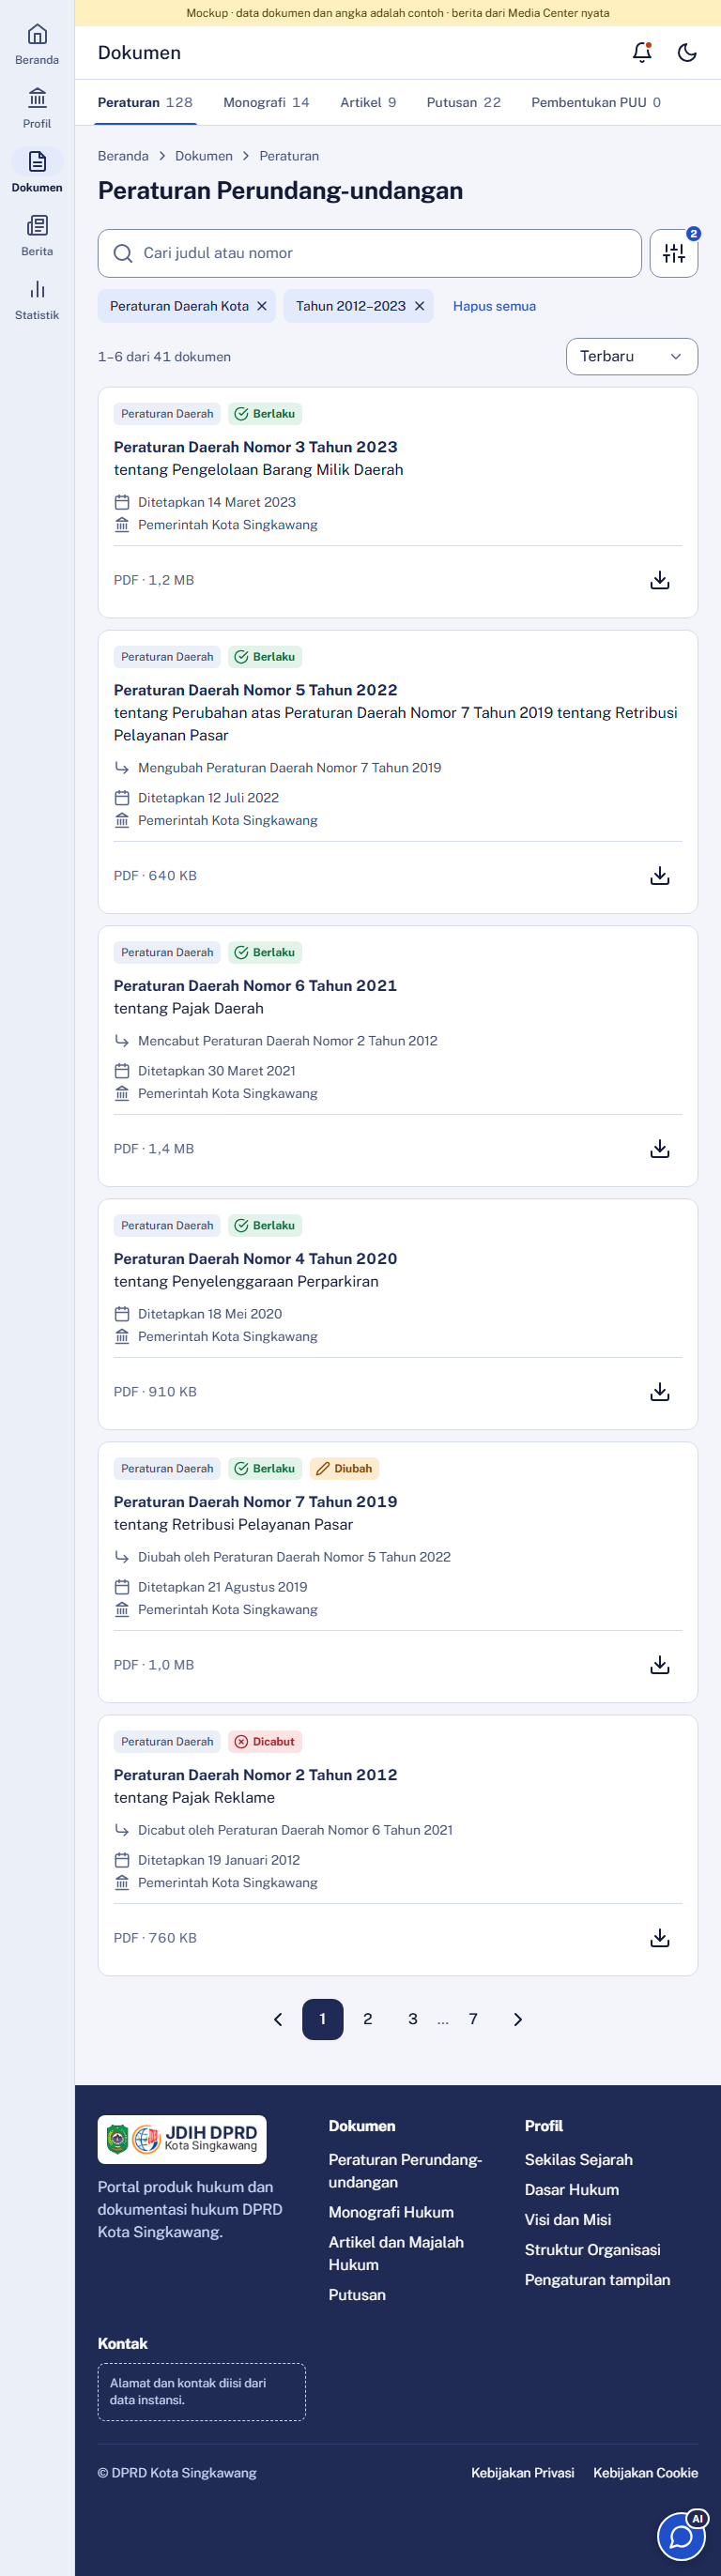 Mockup · data dokumen dan angka adalah contoh · berita dari Media Center nyata
Beranda
Profil
Dokumen
Berita
Statistik
Dokumen
Peraturan 128 Monografi 14 Artikel 9 Putusan 22 Pembentukan PUU 0
Beranda > Dokumen > Peraturan
Peraturan Perundang-undangan
Cari judul atau nomor
2
Peraturan Daerah Kota × Tahun 2012–2023 × Hapus semua
1–6 dari 41 dokumen
Terbaru
Peraturan Daerah Berlaku
Peraturan Daerah Nomor 3 Tahun 2023
tentang Pengelolaan Barang Milik Daerah
Ditetapkan 14 Maret 2023
Pemerintah Kota Singkawang
PDF · 1,2 MB
Peraturan Daerah Berlaku
Peraturan Daerah Nomor 5 Tahun 2022
tentang Perubahan atas Peraturan Daerah Nomor 7 Tahun 2019 tentang Retribusi
Pelayanan Pasar
Mengubah Peraturan Daerah Nomor 7 Tahun 2019
Ditetapkan 12 Juli 2022
Pemerintah Kota Singkawang
PDF · 640 KB
Peraturan Daerah Berlaku
Peraturan Daerah Nomor 6 Tahun 2021
tentang Pajak Daerah
Mencabut Peraturan Daerah Nomor 2 Tahun 2012
Ditetapkan 30 Maret 2021
Pemerintah Kota Singkawang
PDF · 1,4 MB
Peraturan Daerah Berlaku
Peraturan Daerah Nomor 4 Tahun 2020
tentang Penyelenggaraan Perparkiran
Ditetapkan 18 Mei 2020
Pemerintah Kota Singkawang
PDF · 910 KB
Peraturan Daerah Berlaku Diubah
Peraturan Daerah Nomor 7 Tahun 2019
tentang Retribusi Pelayanan Pasar
Diubah oleh Peraturan Daerah Nomor 5 Tahun 2022
Ditetapkan 21 Agustus 2019
Pemerintah Kota Singkawang
PDF · 1,0 MB
Peraturan Daerah Dicabut
Peraturan Daerah Nomor 2 Tahun 2012
tentang Pajak Reklame
Dicabut oleh Peraturan Daerah Nomor 6 Tahun 2021
Ditetapkan 19 Januari 2012
Pemerintah Kota Singkawang
PDF · 760 KB
1 2 3 … 7
JDIH DPRD
Kota Singkawang
Portal produk hukum dan
dokumentasi hukum DPRD
Kota Singkawang.
Dokumen
Peraturan Perundang-
undangan
Monografi Hukum
Artikel dan Majalah
Hukum
Putusan
Profil
Sekilas Sejarah
Dasar Hukum
Visi dan Misi
Struktur Organisasi
Pengaturan tampilan
Kontak
Alamat dan kontak diisi dari
data instansi.
© DPRD Kota Singkawang
Kebijakan Privasi Kebijakan Cookie
AI